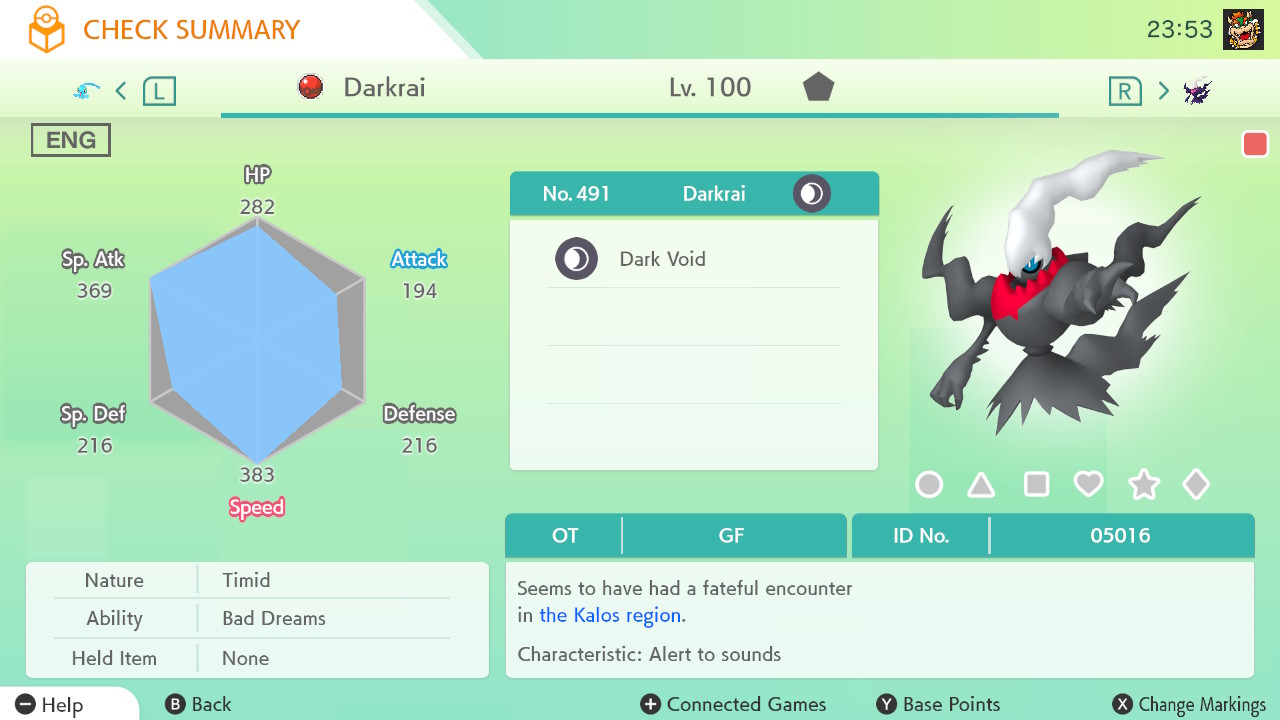 CHECK SUMMARY
23:53
L
Darkrai
Lv. 100
R
ENG
HP
282
Sp. Atk
369
Attack
194
Sp. Def
216
Defense
216
383
Speed
No. 491 Darkrai
Dark Void
OT GF
ID No. 05016
Nature Timid
Ability Bad Dreams
Held Item None
Seems to have had a fateful encounter
in the Kalos region.
Characteristic: Alert to sounds
Help
B Back
Connected Games
Y Base Points
X Change Markings